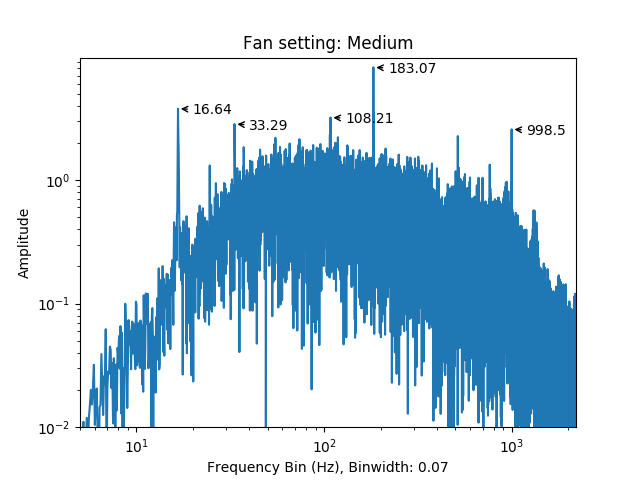 Fan setting: Medium
183.07
16.64
108.21
33.29
998.5
10⁰
10⁻¹
10⁻²
Amplitude
10¹ 10² 10³
Frequency Bin (Hz), Binwidth: 0.07